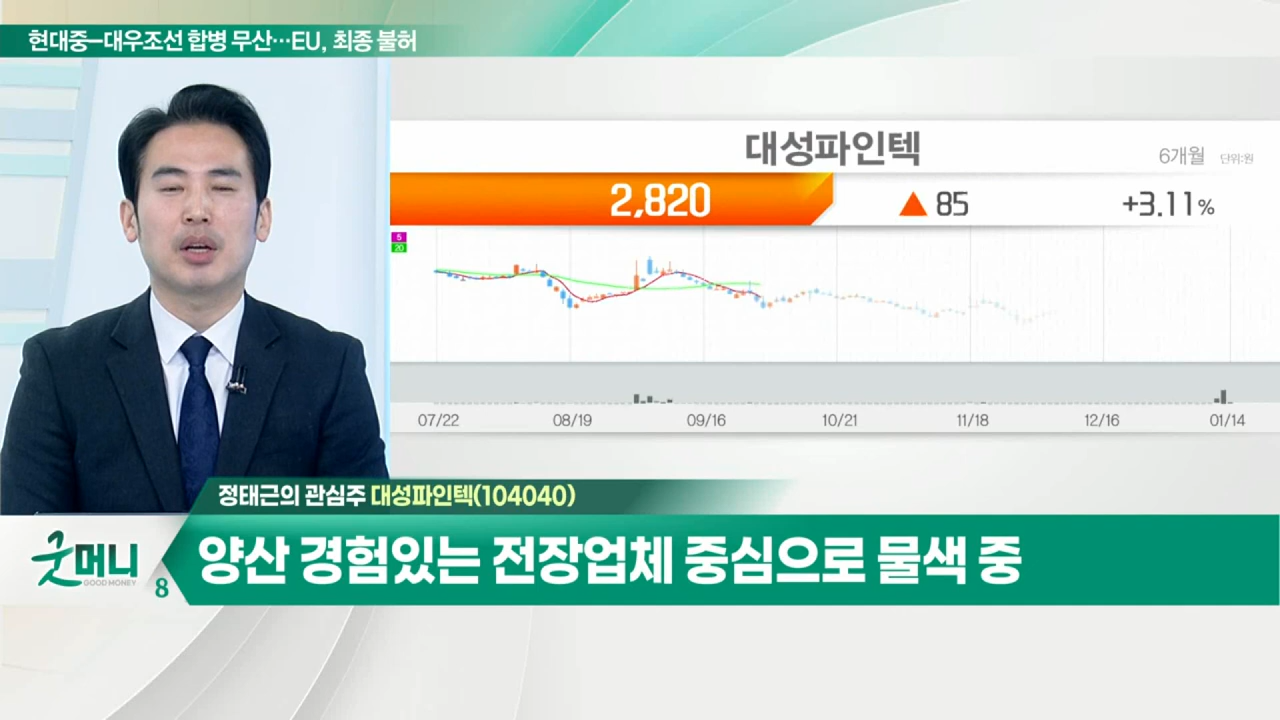 현대중-대우조선 합병 무산…EU, 최종 불허
대성파인텍
6개월 단위:원
2,820 ▲ 85 +3.11%
5
20
07/22 08/19 09/16 10/21 11/18 12/16 01/14
정태근의 관심주 대성파인텍(104040)
굿머니
GOOD MONEY
8
양산 경험있는 전장업체 중심으로 물색 중